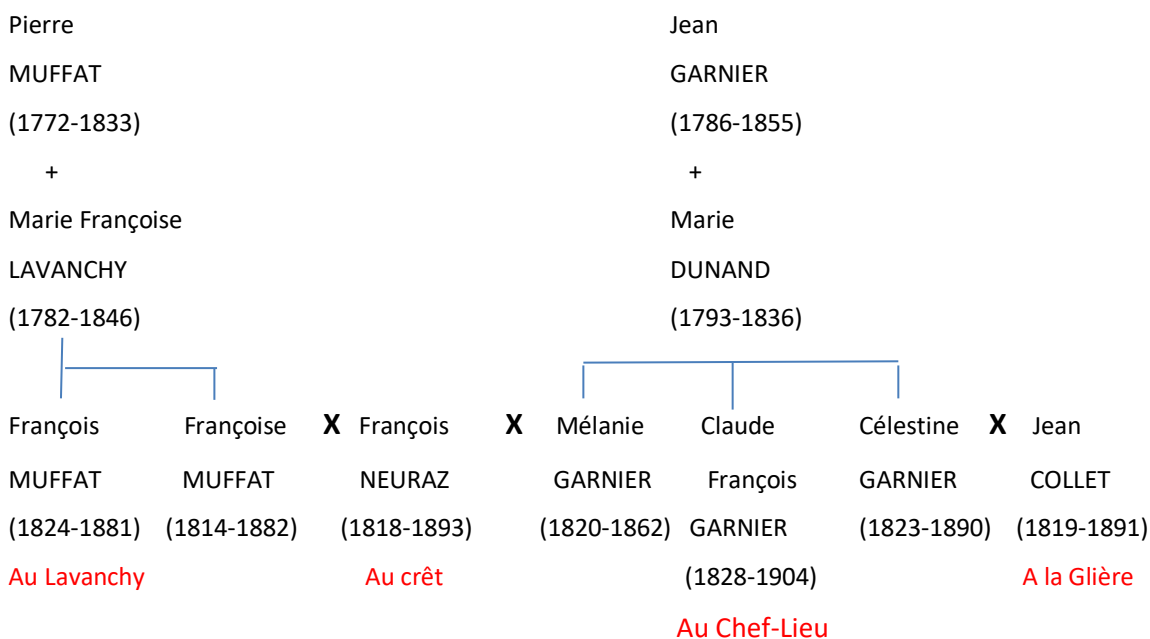 Pierre Jean
MUFFAT GARNIER
(1772-1833) (1786-1855)
+ +
Marie Françoise Marie
LAVANCHY DUNAND
(1782-1846) (1793-1836)
François Françoise X François X Mélanie Claude Célestine X Jean
MUFFAT MUFFAT NEURAZ GARNIER François GARNIER COLLET
(1824-1881) (1814-1882) (1818-1893) (1820-1862) GARNIER (1823-1890) (1819-1891)
Au Lavanchy Au crêt (1828-1904) A la Glière
Au Chef-Lieu